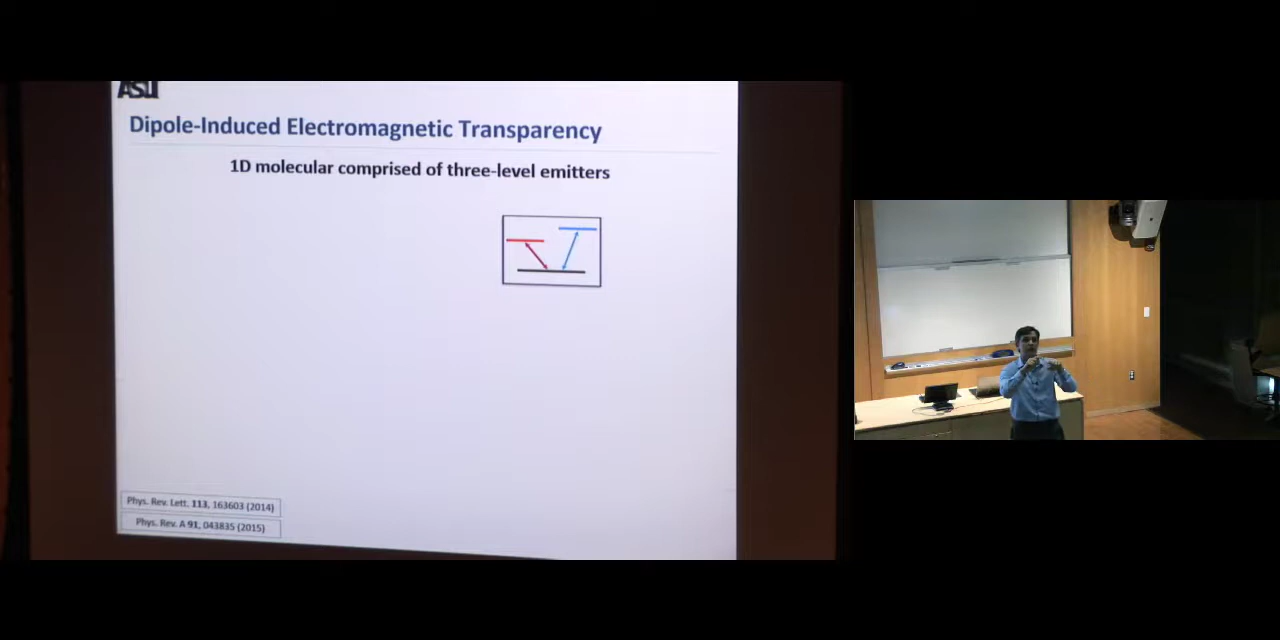 ASU
Dipole-Induced Electromagnetic Transparency
1D molecular comprised of three-level emitters
Phys. Rev. Lett. 113, 163603 (2014)
Phys. Rev. A 91, 043835 (2015)